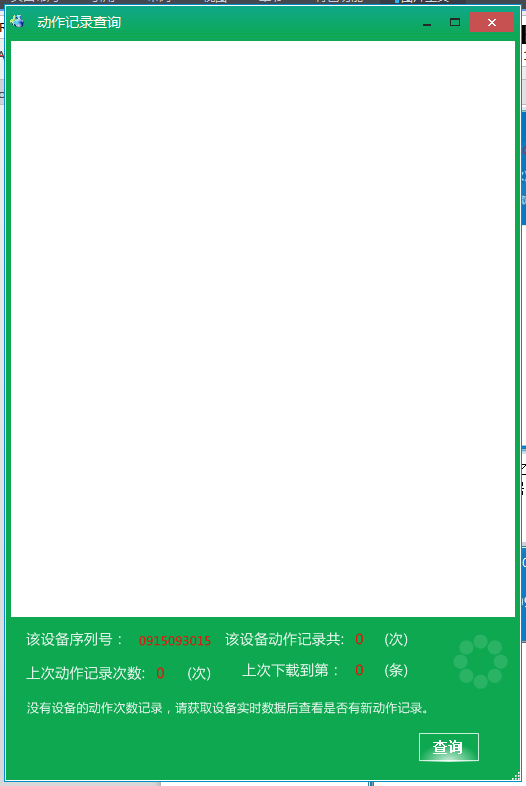 动作记录查询
该设备序列号： 0915093015 该设备动作记录共: 0 (次)
上次动作记录次数: 0 (次) 上次下载到第： 0 (条)
没有设备的动作次数记录，请获取设备实时数据后查看是否有新动作记录。
查询